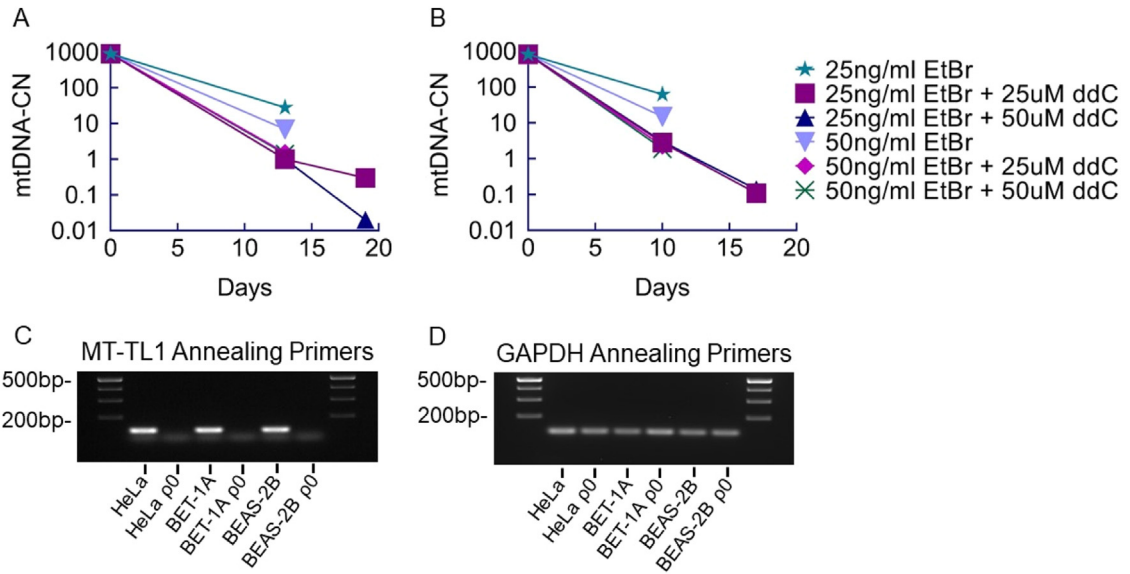 A
B
1000
100
10
1
0.1
0.01
mtDNA-CN
0
5
10
15
20
Days
1000
100
10
1
0.1
0.01
mtDNA-CN
0
5
10
15
20
Days
25ng/ml EtBr
25ng/ml EtBr + 25uM ddC
25ng/ml EtBr + 50uM ddC
50ng/ml EtBr
50ng/ml EtBr + 25uM ddC
50ng/ml EtBr + 50uM ddC
C
MT-TL1 Annealing Primers
500bp-
200bp-
HeLa
HeLa ρ0
BET-1A
BET-1A ρ0
BEAS-2B
BEAS-2B ρ0
D
GAPDH Annealing Primers
500bp-
200bp-
HeLa
HeLa ρ0
BET-1A
BET-1A ρ0
BEAS-2B
BEAS-2B ρ0